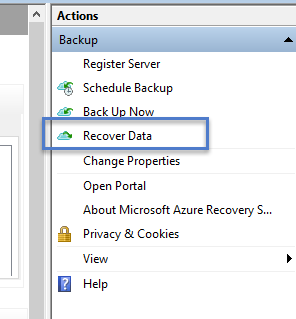 Actions
Backup
Register Server
Schedule Backup
Back Up Now
Recover Data
Change Properties
Open Portal
About Microsoft Azure Recovery S...
Privacy & Cookies
View
Help